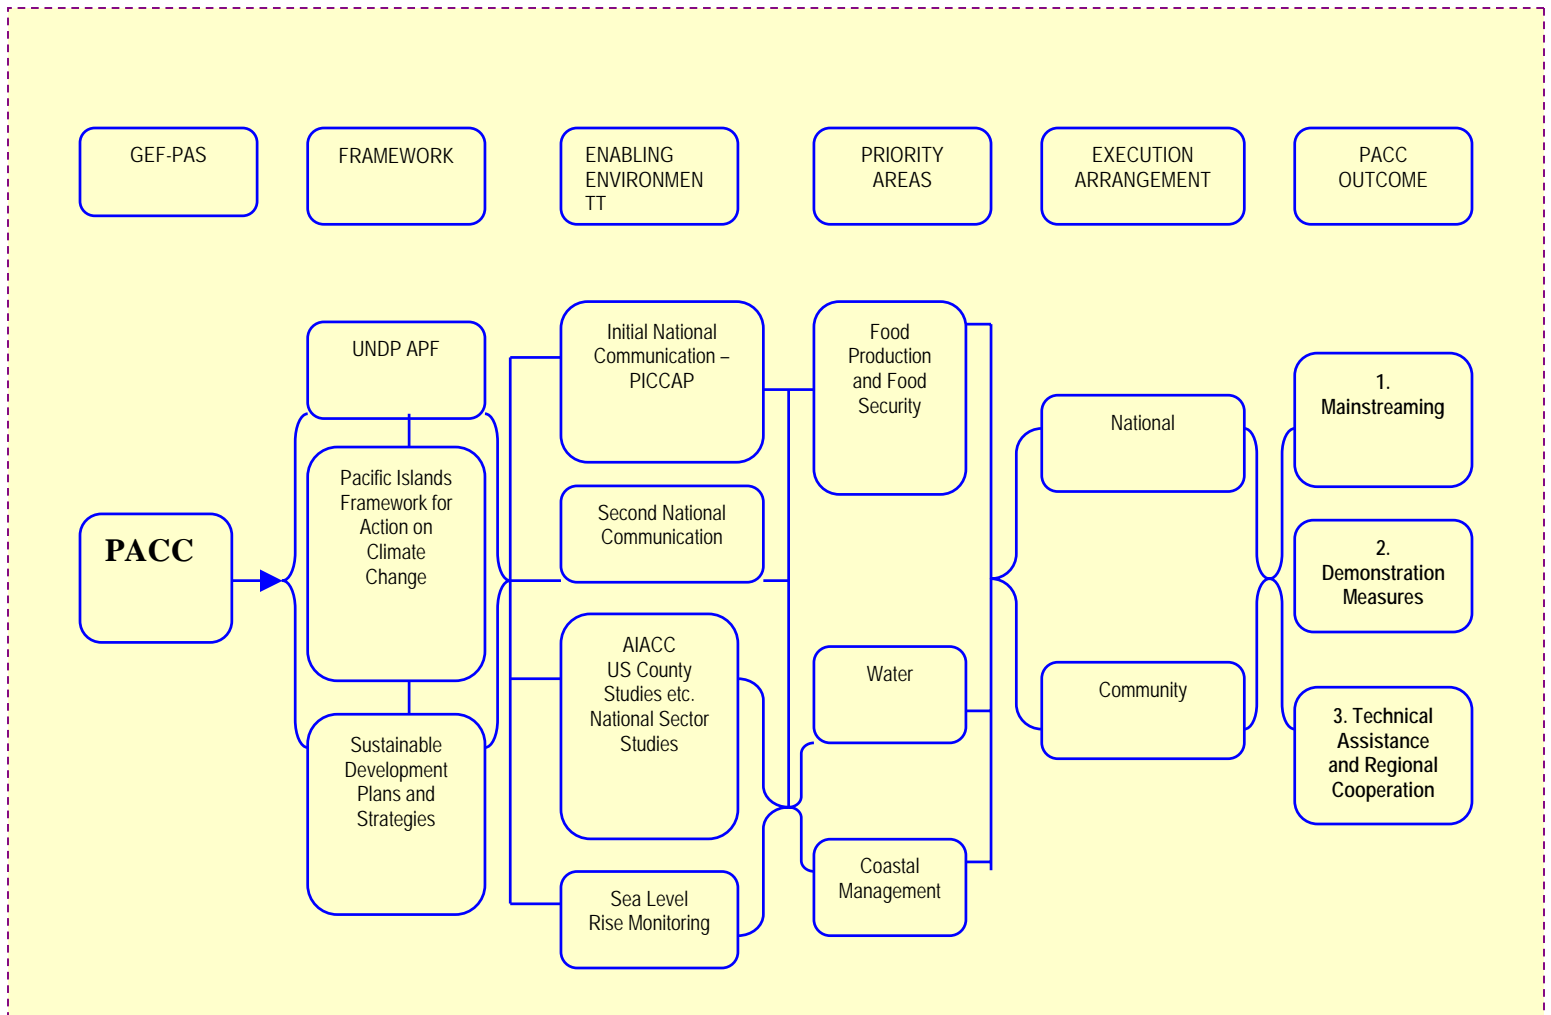 GEF-PAS
FRAMEWORK
ENABLING
ENVIRONMEN
TT
PRIORITY
AREAS
EXECUTION
ARRANGEMENT
PACC
OUTCOME
PACC
UNDP APF
Pacific Islands
Framework for
Action on
Climate
Change
Sustainable
Development
Plans and
Strategies
Initial National
Communication –
PICCAP
Second National
Communication
AIACC
US County
Studies etc.
National Sector
Studies
Sea Level
Rise Monitoring
Food
Production
and Food
Security
Water
Coastal
Management
National
Community
1.
Mainstreaming
2.
Demonstration
Measures
3. Technical
Assistance
and Regional
Cooperation